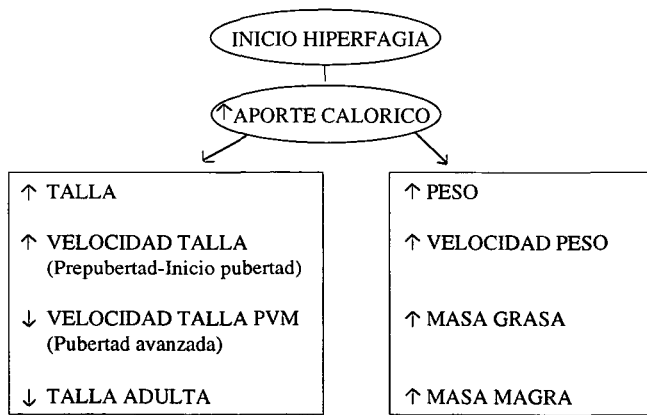 INICIO HIPERFAGIA
↑APORTE CALORICO
↑ TALLA
↑ VELOCIDAD TALLA
(Prepubertad-Inicio pubertad)
↓ VELOCIDAD TALLA PVM
(Pubertad avanzada)
↓ TALLA ADULTA
↑ PESO
↑ VELOCIDAD PESO
↑ MASA GRASA
↑ MASA MAGRA